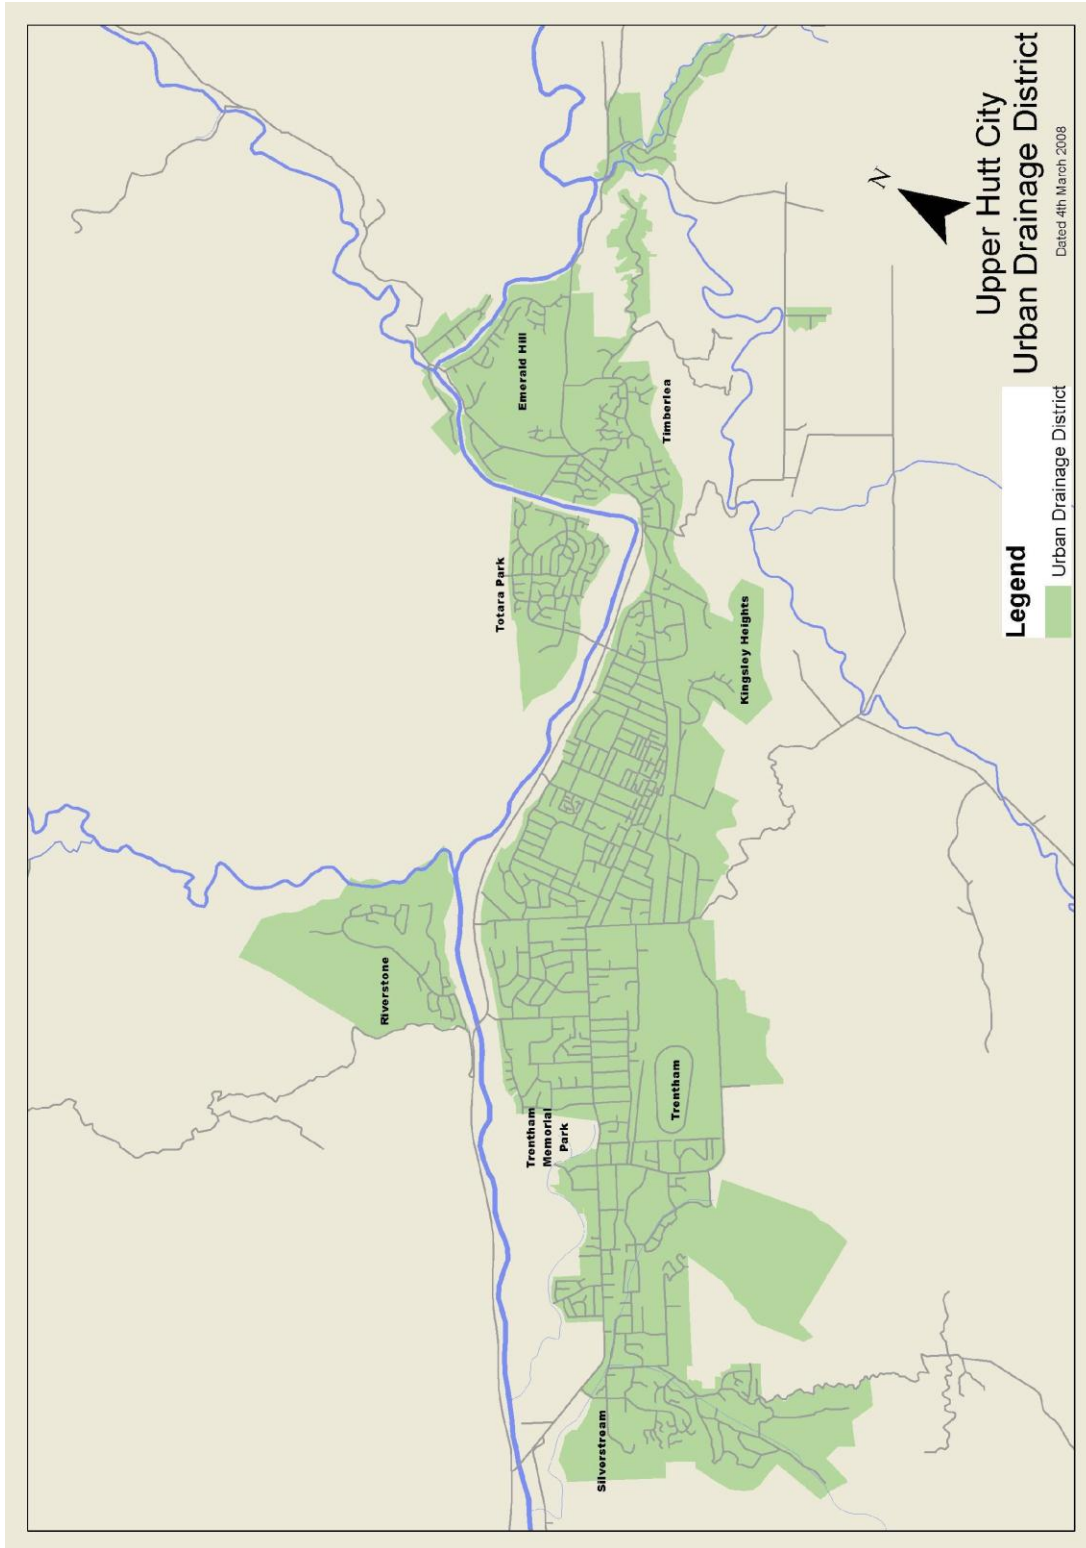 Upper Hutt City
Urban Drainage District
Dated 4th March 2008
N
Legend
Urban Drainage District
Emerald Hill
Timberlea
Totara Park
Kingsley Heights
Riverstone
Trentham
Memorial
Park
Trentham
Silverstream